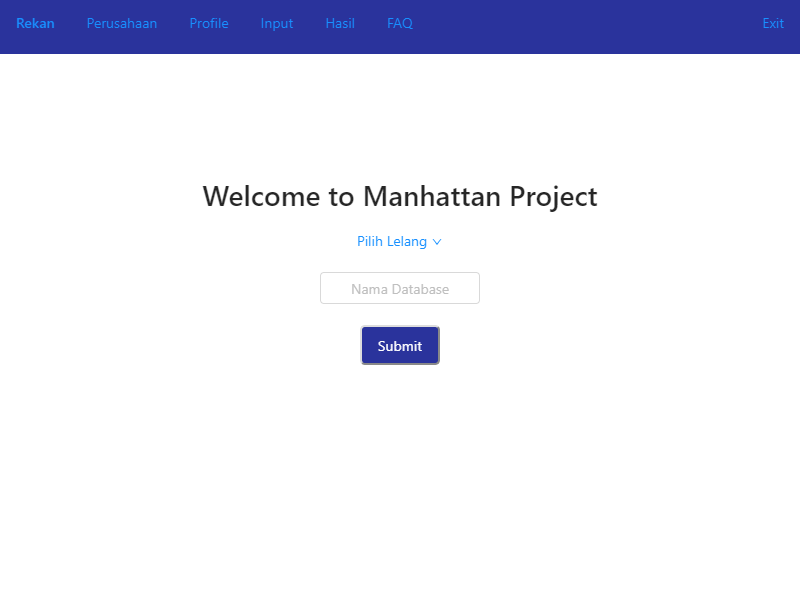 Rekan Perusahaan Profile Input Hasil FAQ Exit
Welcome to Manhattan Project
Pilih Lelang
Nama Database
Submit